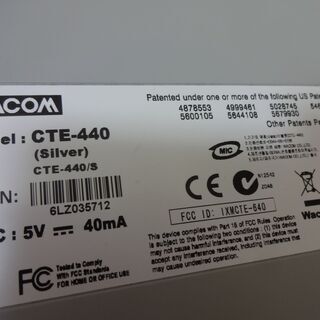 WACOM
Patented under one or more of the following US Pat
4878553 4999461 5028745
5600105 5644108 5679930
Other Patents
el : CTE-440
(Silver)
CTE-440/S
N:
6LZ035712
C : 5V 40mA
MIC
N12542
FCC ID: IXMCTE-640
This device complies with Part 15 of FCC Rules. Operation
is subject to the following two conditions: (1) this device
may not cause harmful interference, and (2) this device
must accept any interference received, including
interference that may cause undesired operation.
FC
Tested to Comply
With FCC Standards
FOR HOME OR OFFICE USE
Wac